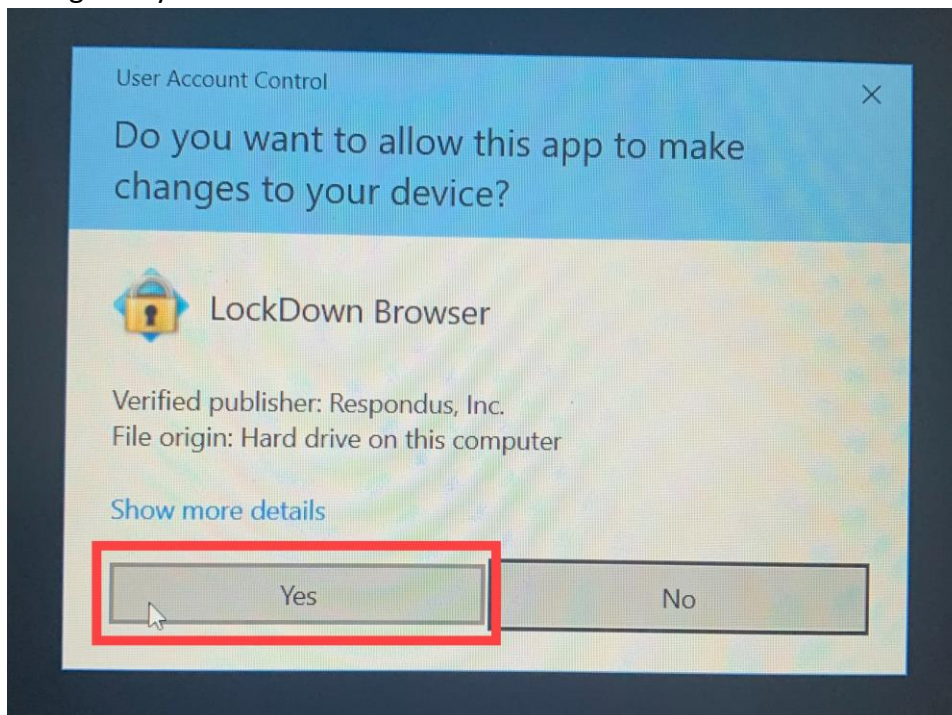 User Account Control
Do you want to allow this app to make
changes to your device?
LockDown Browser
Verified publisher: Respondus, Inc.
File origin: Hard drive on this computer
Show more details
Yes
No